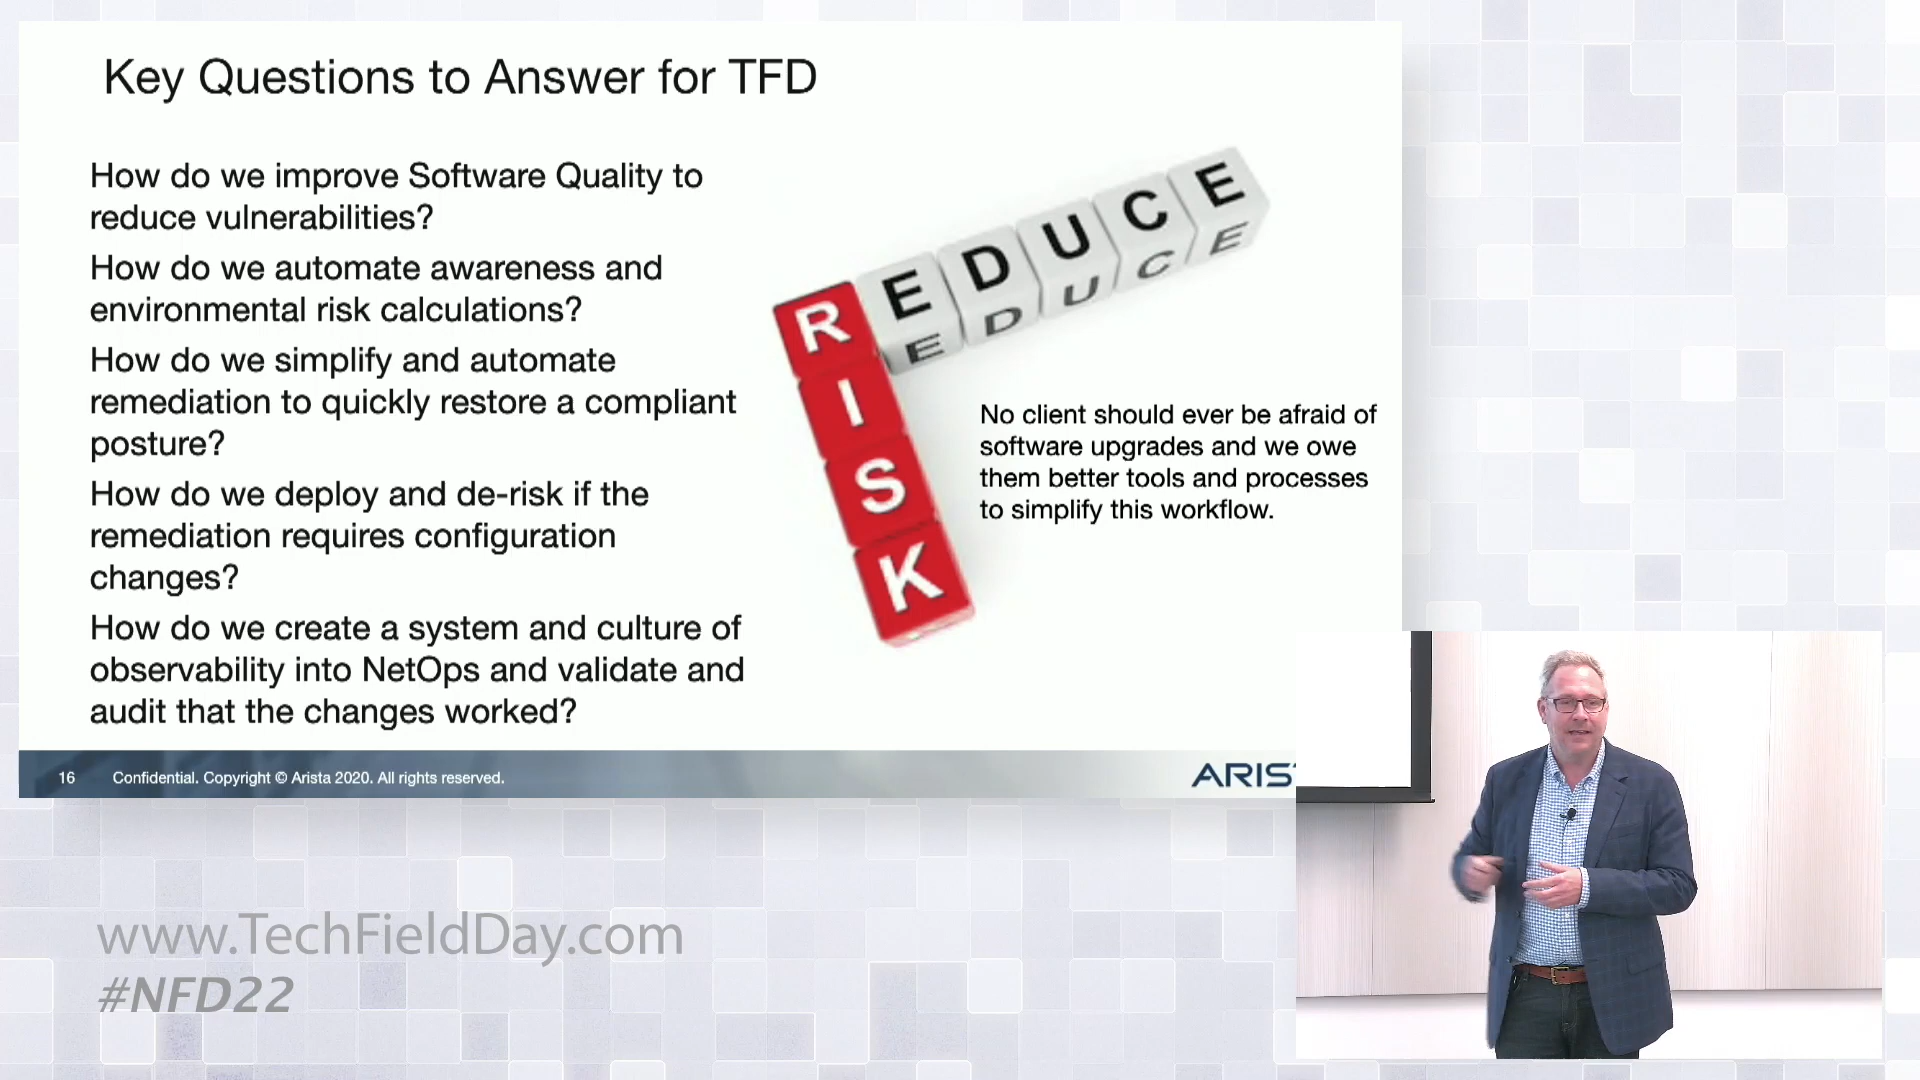 Key Questions to Answer for TFD
How do we improve Software Quality to
reduce vulnerabilities?
How do we automate awareness and
environmental risk calculations?
How do we simplify and automate
remediation to quickly restore a compliant
posture?
How do we deploy and de-risk if the
remediation requires configuration
changes?
How do we create a system and culture of
observability into NetOps and validate and
audit that the changes worked?
REDUCE
EDUCE
RISK
No client should ever be afraid of
software upgrades and we owe
them better tools and processes
to simplify this workflow.
16 Confidential. Copyright © Arista 2020. All rights reserved.
ARIS
www.TechFieldDay.com
#NFD22